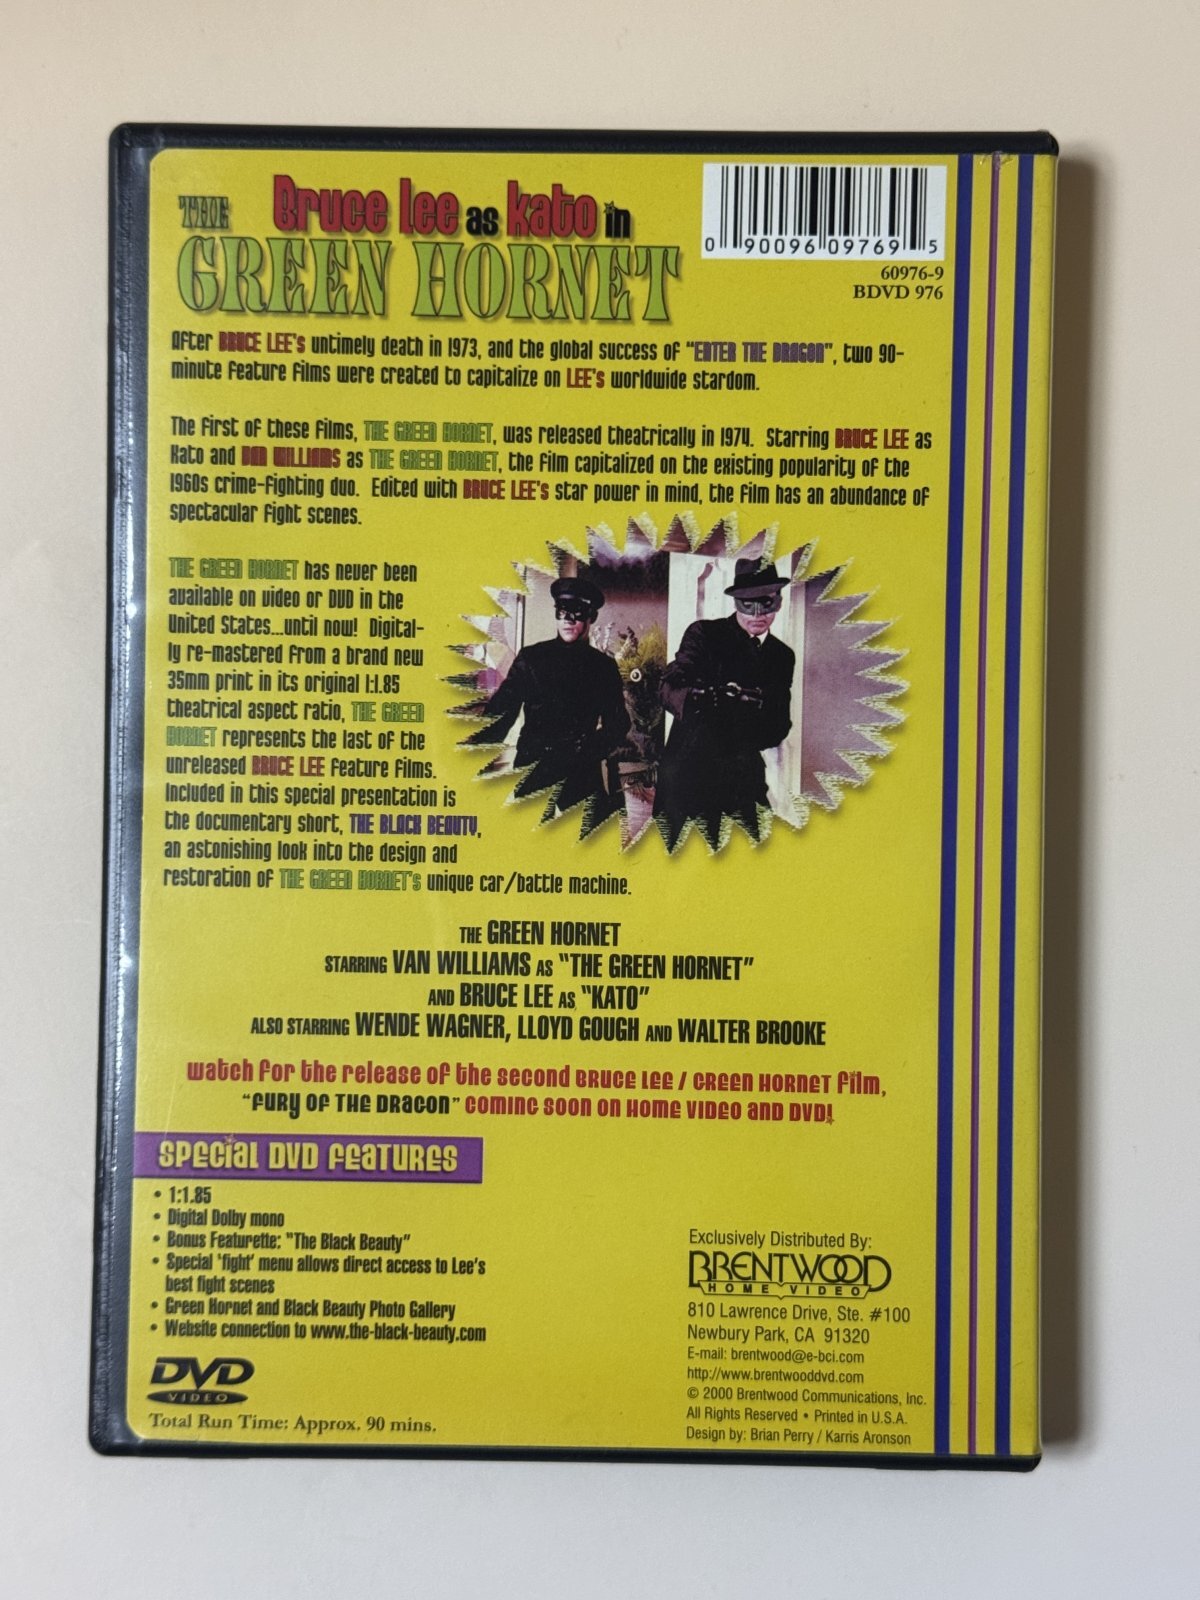 Bruce Lee as Kato in
THE
GREEN HORNET
0 90096 09769 5
60976-9
BDVD 976
After BRUCE LEE's untimely death in 1973, and the global success of "ENTER THE DRAGON", two 90-
minute feature films were created to capitalize on LEE's worldwide stardom.
The first of these films, THE GREEN HORNET, was released theatrically in 1974. Starring BRUCE LEE as
Kato and VAN WILLIAMS as THE GREEN HORNET, the film capitalized on the existing popularity of the
1960s crime-fighting duo. Edited with BRUCE LEE's star power in mind, the film has an abundance of
spectacular fight scenes.
THE GREEN HORNET has never been
available on video or DVD in the
United States...until now! Digital-
ly re-mastered from a brand new
35mm print in its original 1:1.85
theatrical aspect ratio, THE GREEN
HORNET represents the last of the
unreleased BRUCE LEE feature films.
Included in this special presentation is
the documentary short, THE BLACK BEAUTY,
an astonishing look into the design and
restoration of THE GREEN HORNET's unique car/battle machine.
THE GREEN HORNET
STARRING VAN WILLIAMS AS "THE GREEN HORNET"
AND BRUCE LEE AS "KATO"
ALSO STARRING WENDE WAGNER, LLOYD GOUGH AND WALTER BROOKE
Watch for the release of the second BRUCE LEE / GREEN HORNET film,
"FURY OF THE DRAGON" COMING SOON ON HOME VIDEO AND DVD!
SPECIAL DVD FEATURES
• 1:1.85
• Digital Dolby mono
• Bonus Featurette: "The Black Beauty"
• Special 'fight' menu allows direct access to Lee's
best fight scenes
• Green Hornet and Black Beauty Photo Gallery
• Website connection to www.the-black-beauty.com
DVD
VIDEO
Total Run Time: Approx. 90 mins.
Exclusively Distributed By:
BRENTWOOD
HOME VIDEO
810 Lawrence Drive, Ste. #100
Newbury Park, CA 91320
E-mail: brentwood@e-bci.com
http://www.brentwooddvd.com
© 2000 Brentwood Communications, Inc.
All Rights Reserved • Printed in U.S.A.
Design by: Brian Perry / Karris Aronson